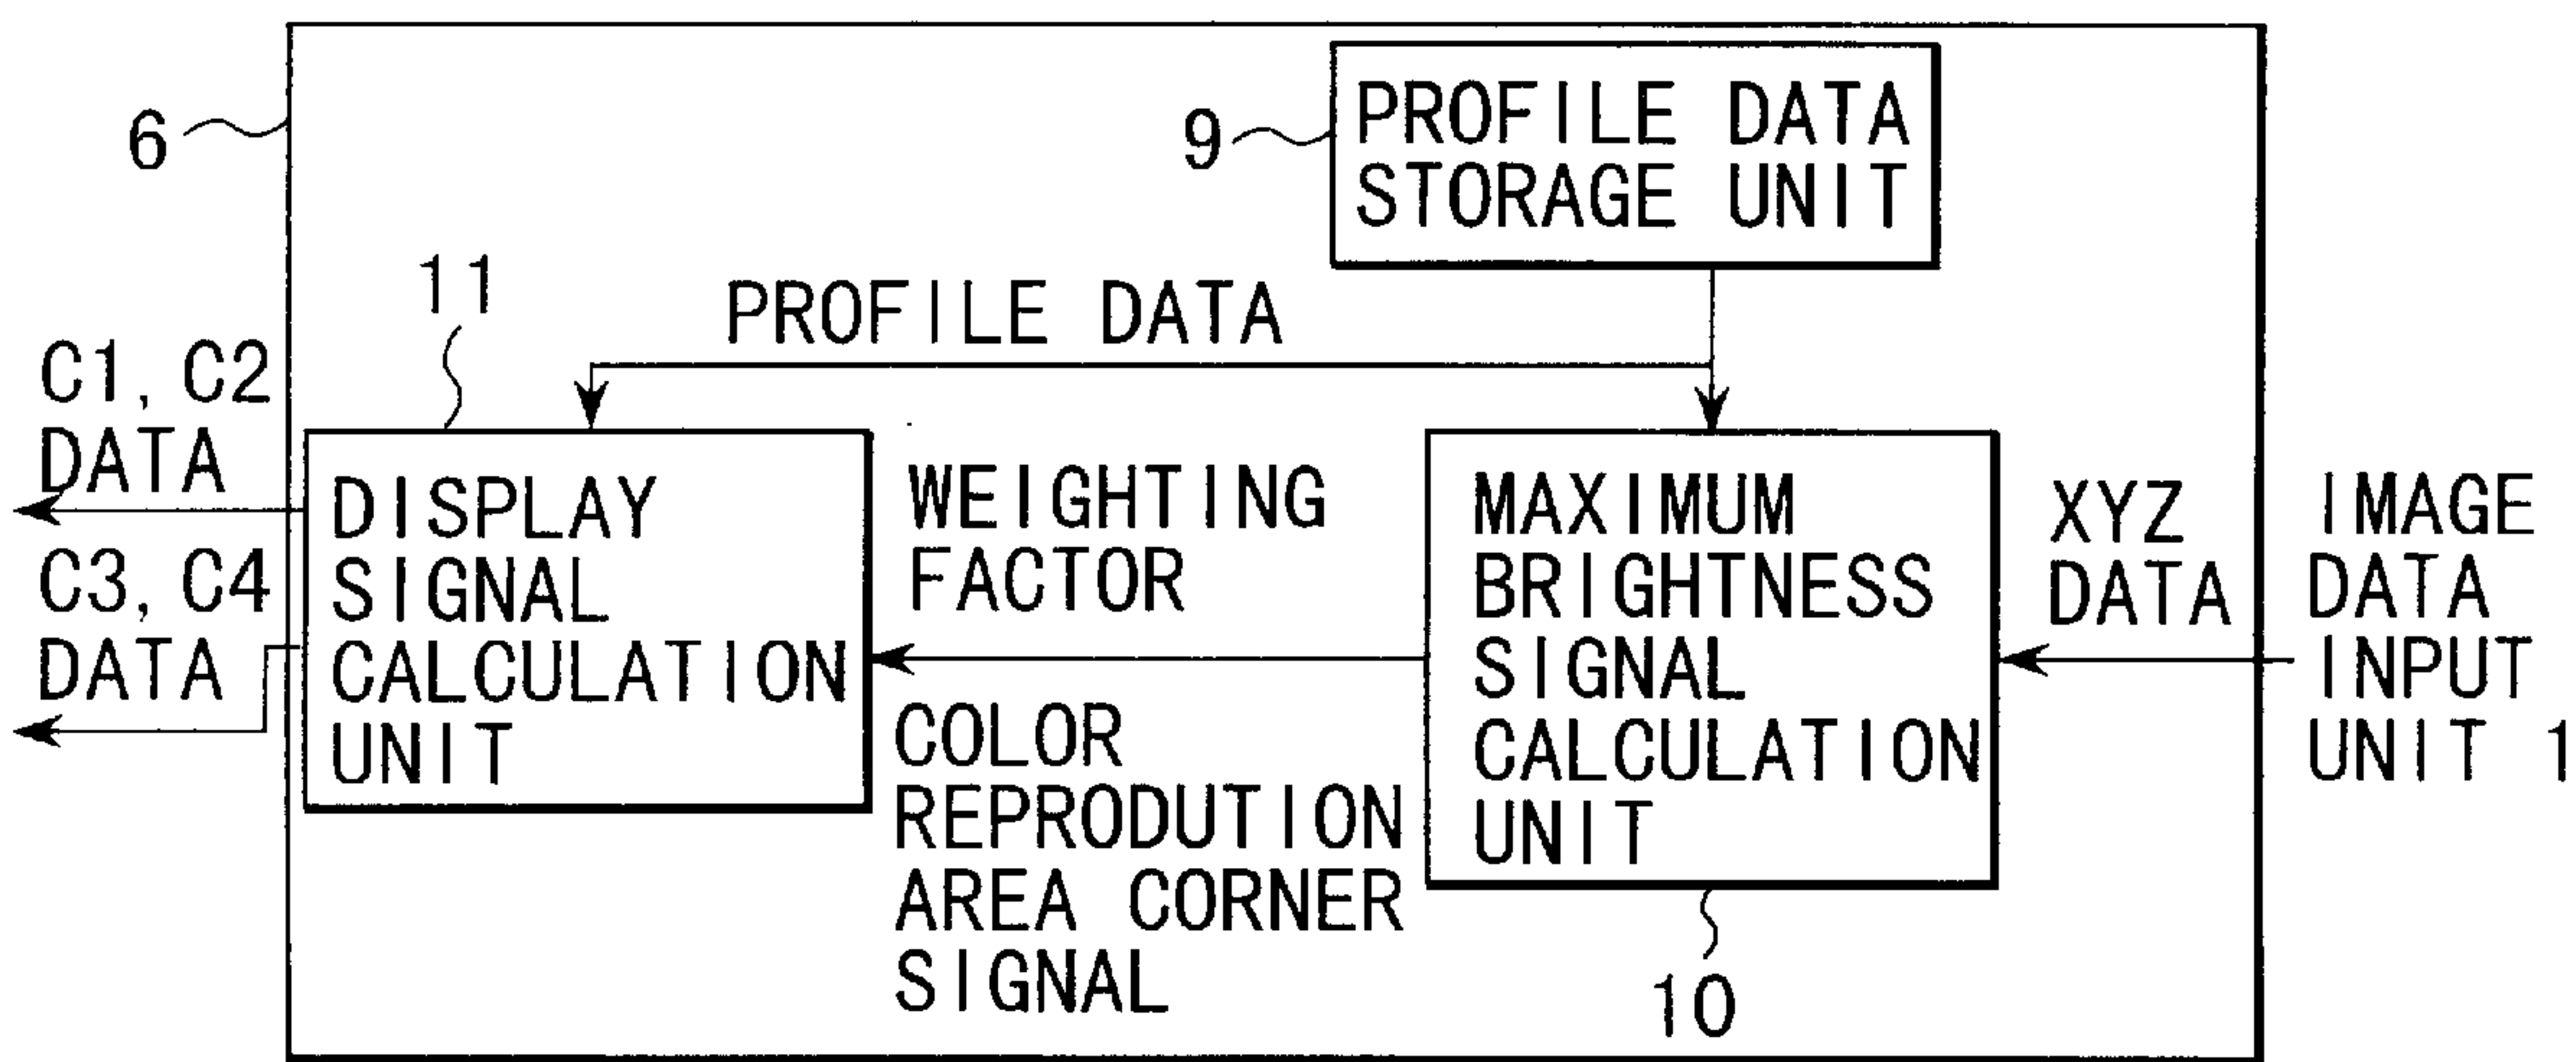 6
9
PROFILE DATA
STORAGE UNIT
11
PROFILE DATA
C1, C2
DATA
C3, C4
DATA
DISPLAY
SIGNAL
CALCULATION
UNIT
WEIGHTING
FACTOR
COLOR
REPRODUTION
AREA CORNER
SIGNAL
MAXIMUM
BRIGHTNESS
SIGNAL
CALCULATION
UNIT
10
XYZ
DATA
IMAGE
DATA
INPUT
UNIT 1